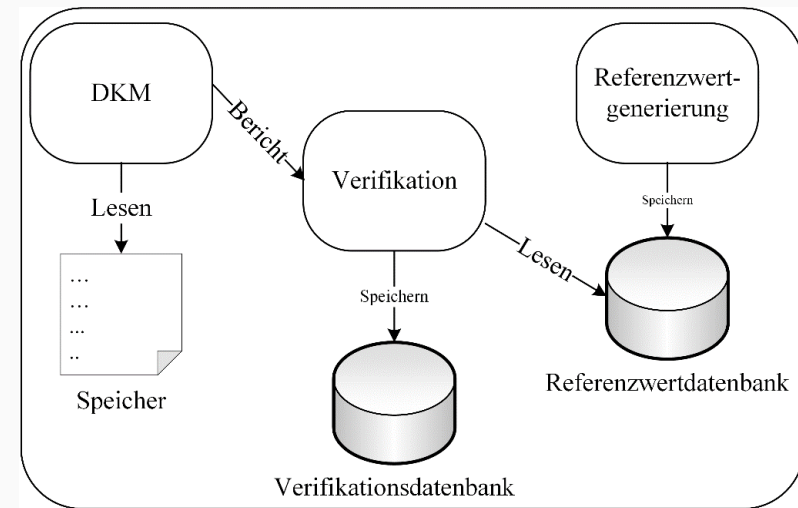 DKM
Referenzwert-
generierung
Bericht
Verifikation
Lesen
Speichern
Lesen
...
...
...
..
Speichern
Speicher
Referenzwertdatenbank
Verifikationsdatenbank